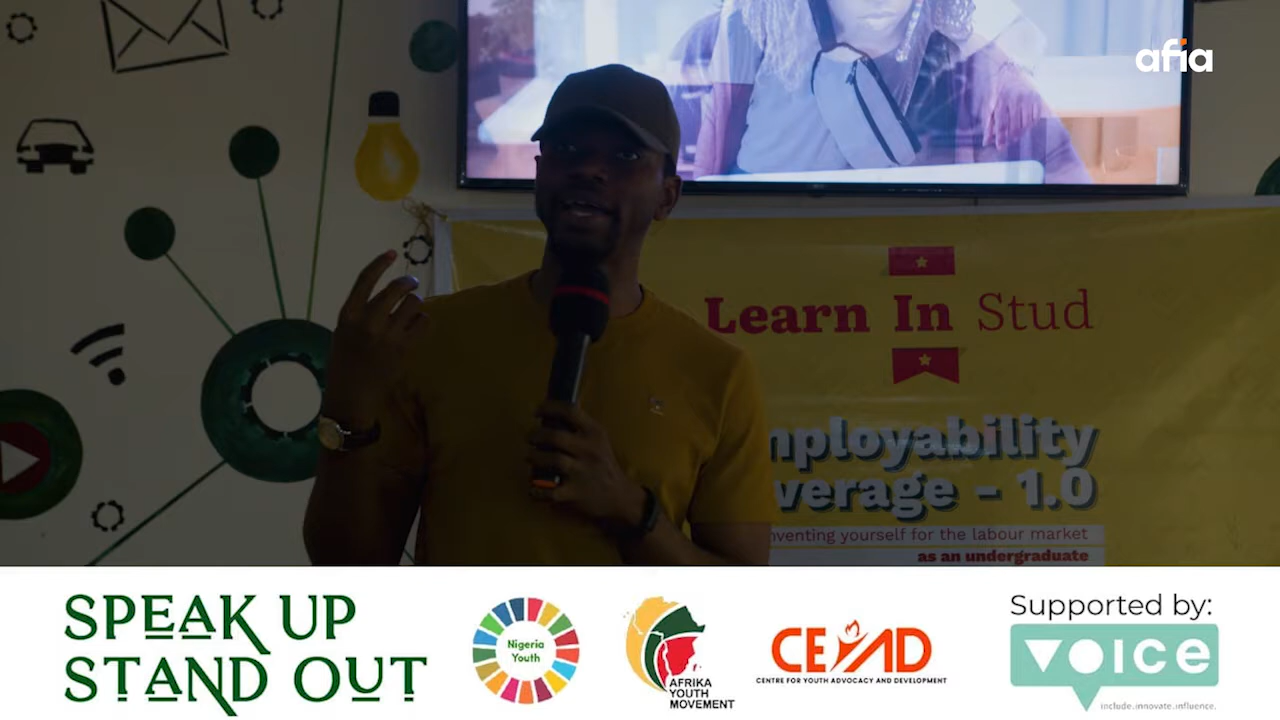 afia
Learn In Stud
mployability
verage - 1.0
nventing yourself for the labour market
as an undergraduate
SPEAK UP
STAND OUT
Nigeria
Youth
AFRIKA
YOUTH
MOVEMENT
CEYAD
CENTRE FOR YOUTH ADVOCACY AND DEVELOPMENT
Supported by:
VOICE
include.innovate.influence.